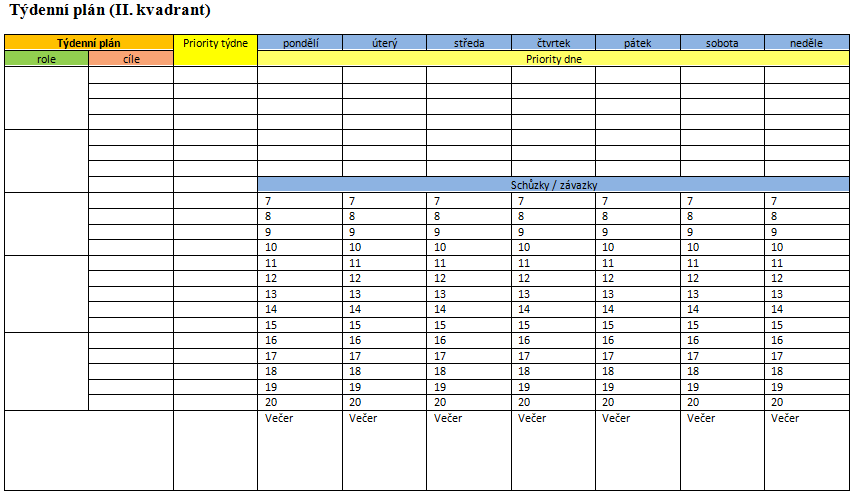 Týdenní plán (II. kvadrant)
Týdenní plán Priority týdne pondělí úterý středa čtvrtek pátek sobota neděle
role cíle Priority dne
Schůzky / závazky
7 7 7 7 7 7 7
8 8 8 8 8 8 8
9 9 9 9 9 9 9
10 10 10 10 10 10 10
11 11 11 11 11 11 11
12 12 12 12 12 12 12
13 13 13 13 13 13 13
14 14 14 14 14 14 14
15 15 15 15 15 15 15
16 16 16 16 16 16 16
17 17 17 17 17 17 17
18 18 18 18 18 18 18
19 19 19 19 19 19 19
20 20 20 20 20 20 20
Večer Večer Večer Večer Večer Večer Večer